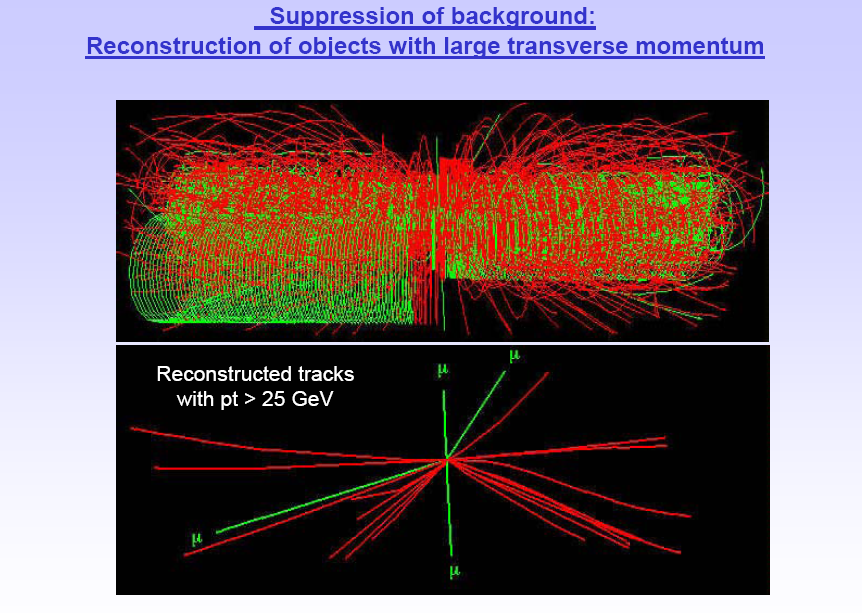 Suppression of background:
Reconstruction of objects with large transverse momentum
Reconstructed tracks
with pt > 25 GeV
μ
μ
μ
μ